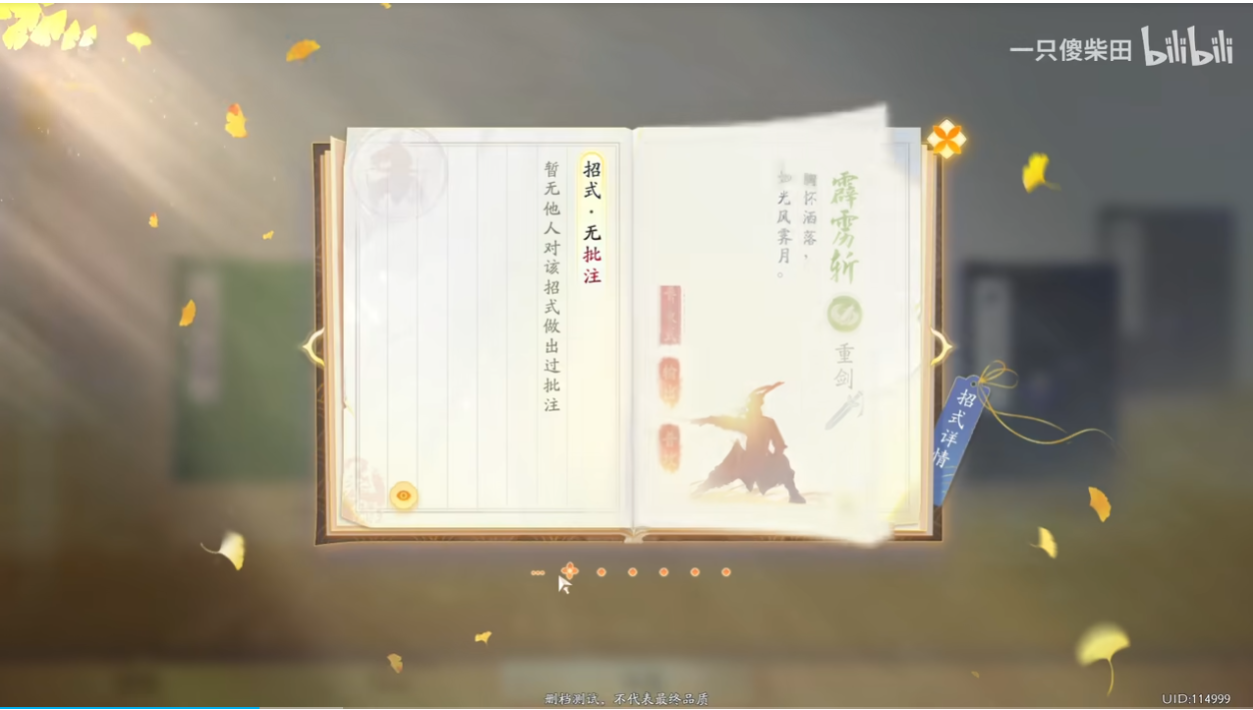 一只傻柴田 bilibili
霹雳斩
重剑
胸怀洒落，
如光风霁月。
招式·无批注
暂无他人对该招式做出过批注
招式详情
删档测试，不代表最终品质
UID:114999